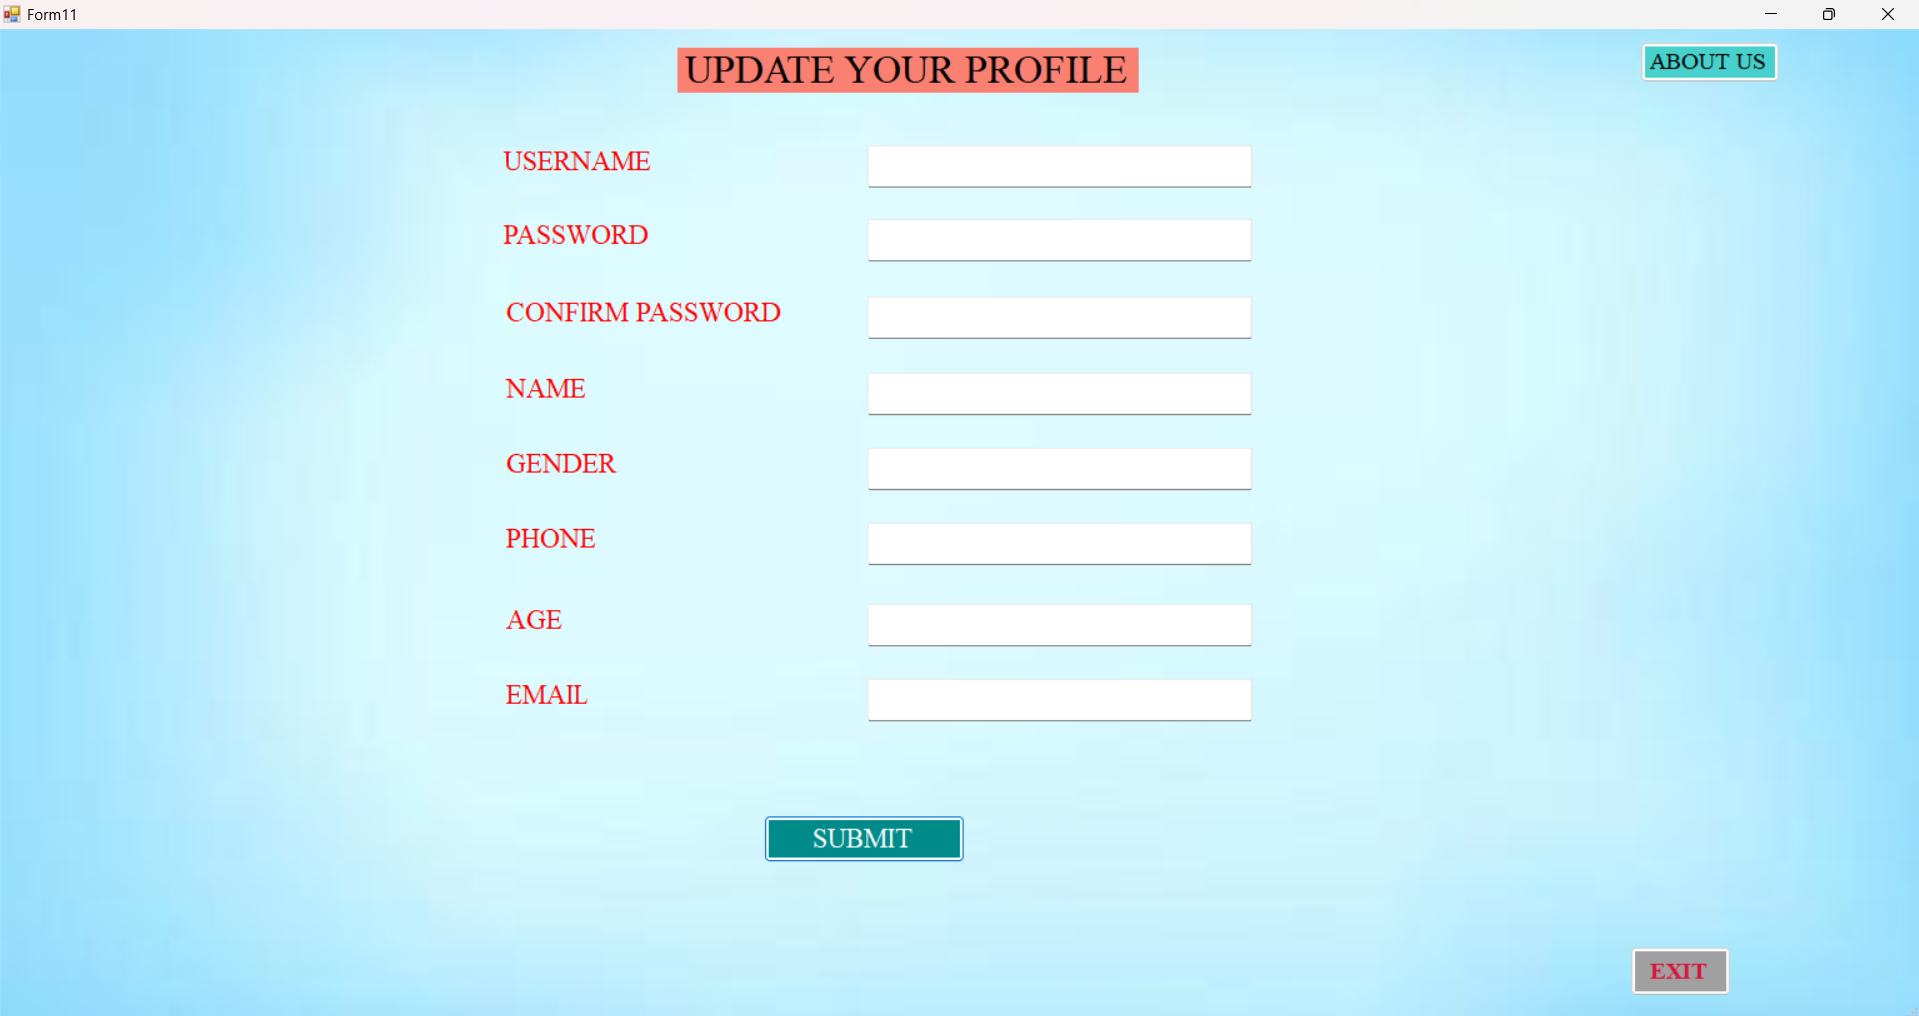 Form11
UPDATE YOUR PROFILE
ABOUT US
USERNAME
PASSWORD
CONFIRM PASSWORD
NAME
GENDER
PHONE
AGE
EMAIL
SUBMIT
EXIT